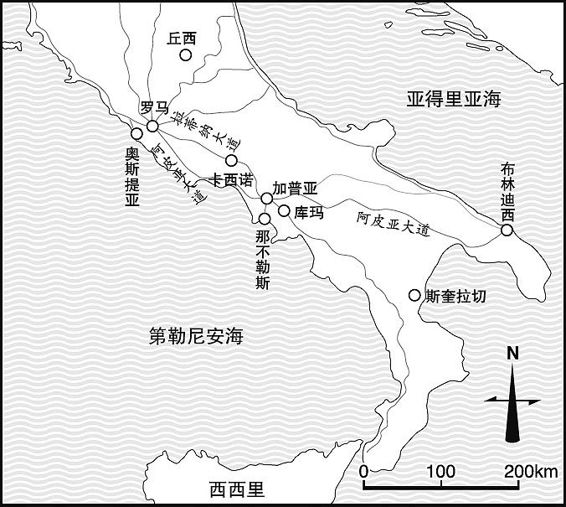 丘西
亚得里亚海
罗马
拉蒂纳大道
奥斯提亚
阿皮亚大道
卡西诺
加普亚
库玛
那不勒斯
阿皮亚大道
布林迪西
斯奎拉切
第勒尼安海
N
0 100 200km
西西里